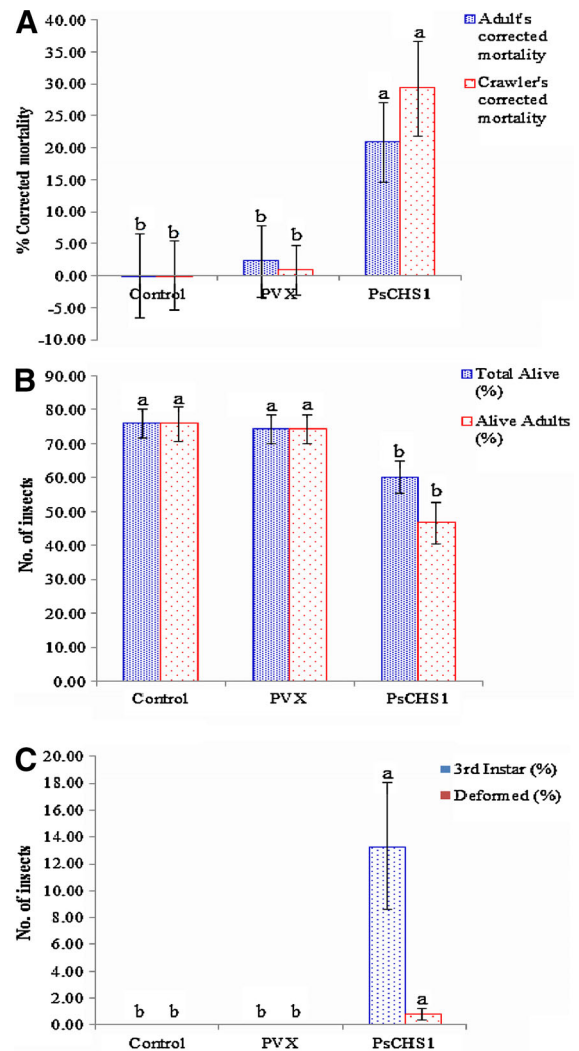 A
40.00
35.00
30.00
25.00
20.00
15.00
10.00
5.00
0.00
-5.00
-10.00
% Corrected mortality
b b
b b
a a
Control PVX PsCHS1
Adult's
corrected
mortality
Crawler's
corrected
mortality
B
90.00
80.00
70.00
60.00
50.00
40.00
30.00
20.00
10.00
0.00
No. of insects
a a
a a
b b
Control PVX PsCHS1
Total Alive
(%)
Alive Adults
(%)
C
20.00
18.00
16.00
14.00
12.00
10.00
8.00
6.00
4.00
2.00
0.00
No. of insects
b b
b b
a a
Control PVX PsCHS1
3rd Instar (%)
Deformed (%)